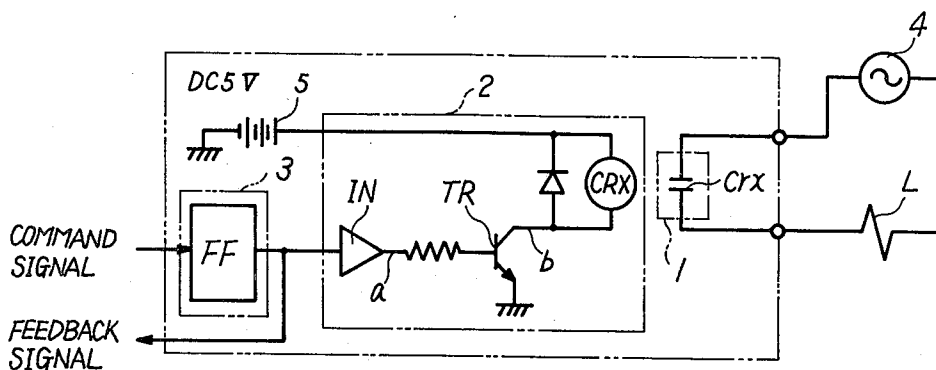 4
DC5V
5
2
3
CRX
IN
TR
crx
L
COMMAND
SIGNAL
FF
a
b
1
FEEDBACK
SIGNAL